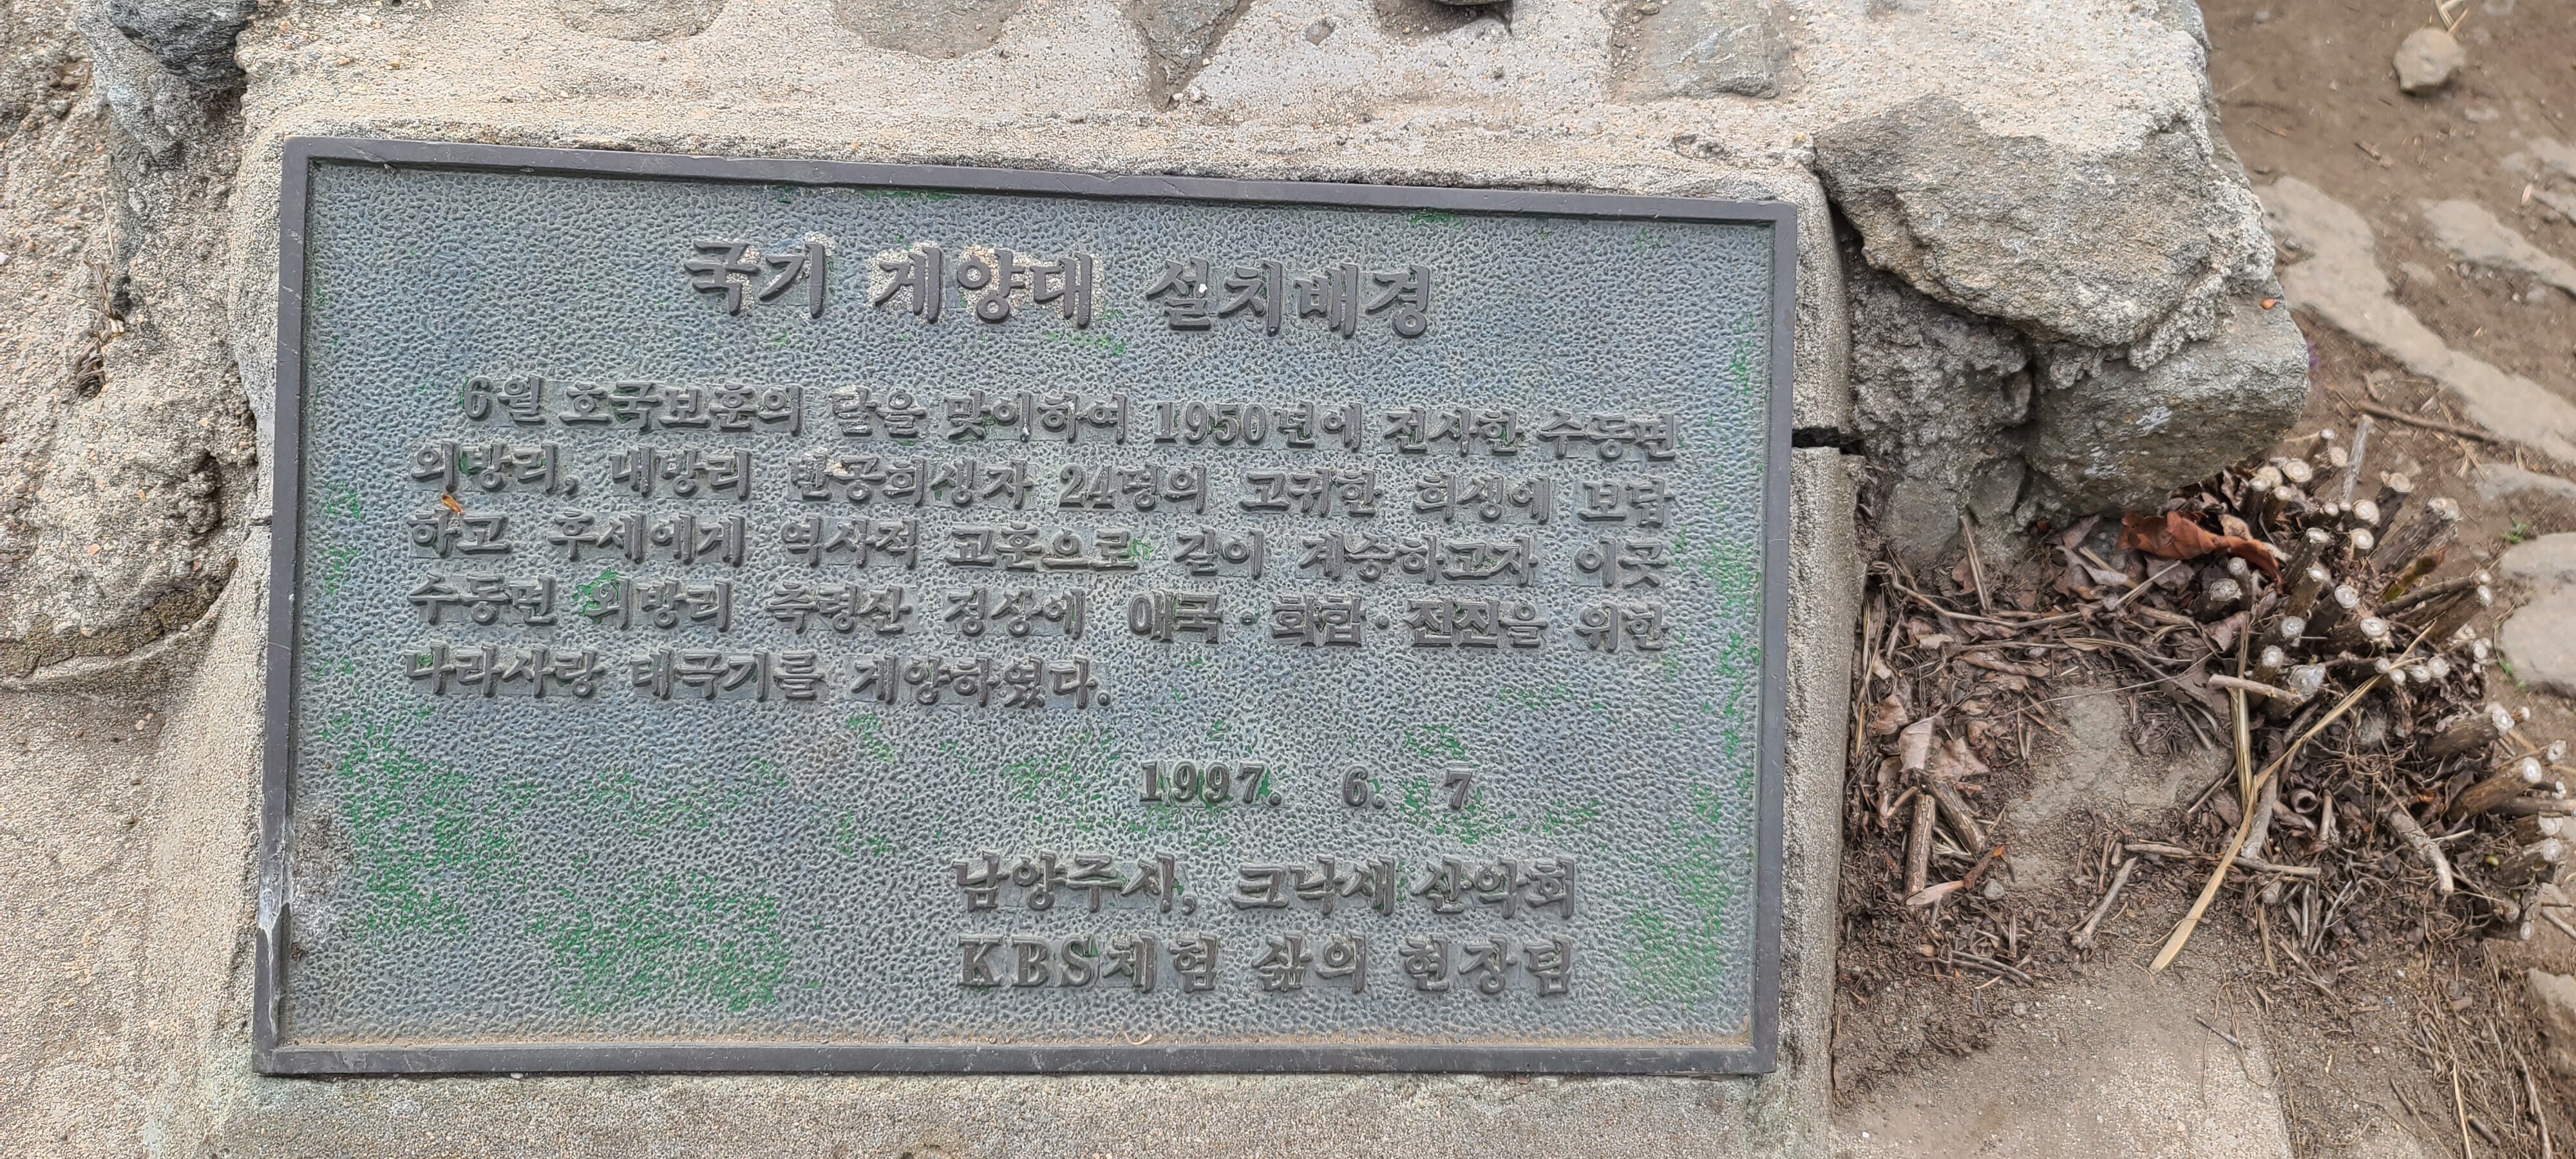 국기 게양대 설치배경
6월 호국보훈의 달을 맞이하여 1950년에 전사한 수동면
외방리, 내방리 반공희생자 24명의 고귀한 희생에 보답
하고 후세에게 역사적 교훈으로 길이 계승하고자 이곳
수동면 외방리 축령산 정상에 애국·화합·전진을 위한
나라사랑 태극기를 게양하였다.
1997. 6. 7
남양주시, 크낙새 산악회
KBS체험 삶의 현장팀